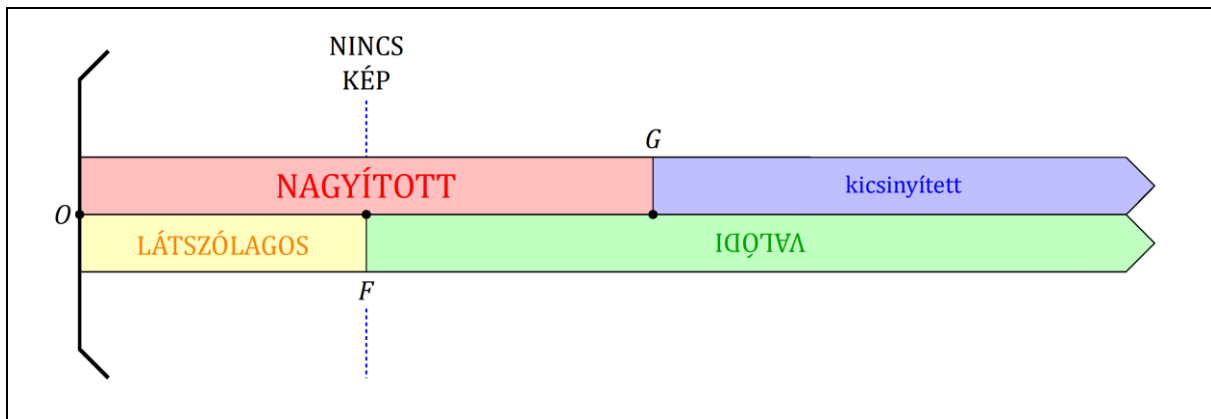 NINCS
KÉP
G
NAGYÍTOTT
kicsinyített
O
LÁTSZÓLAGOS
VALÓDI
F